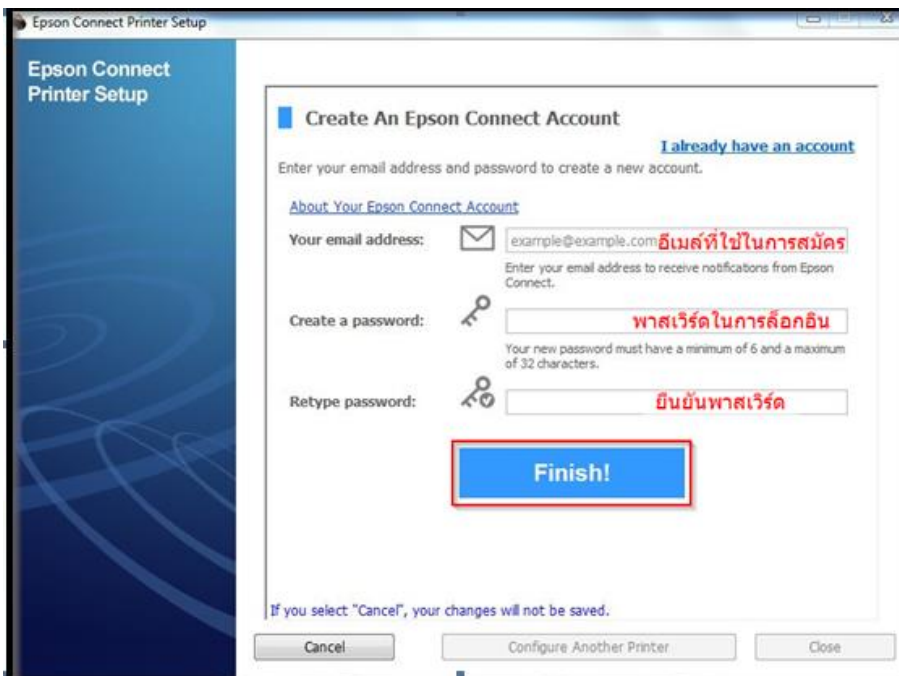 Epson Connect Printer Setup
Epson Connect
Printer Setup
Create An Epson Connect Account
I already have an account
Enter your email address and password to create a new account.
About Your Epson Connect Account
Your email address:
example@example.com อีเมล์ที่ใช้ในการสมัคร
Enter your email address to receive notifications from Epson
Connect.
Create a password:
พาสเวิร์ดในการล็อกอิน
Your new password must have a minimum of 6 and a maximum
of 32 characters.
Retype password:
ยืนยันพาสเวิร์ด
Finish!
If you select "Cancel", your changes will not be saved.
Cancel
Configure Another Printer
Close